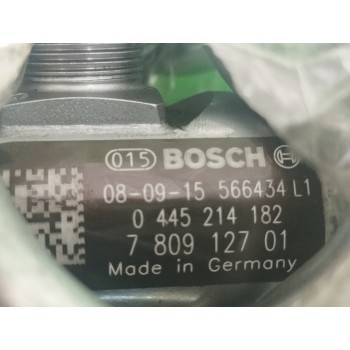 015 BOSCH
08-09-15 566434 L1
0 445 214 182
7 809 127 01
Made in Germany